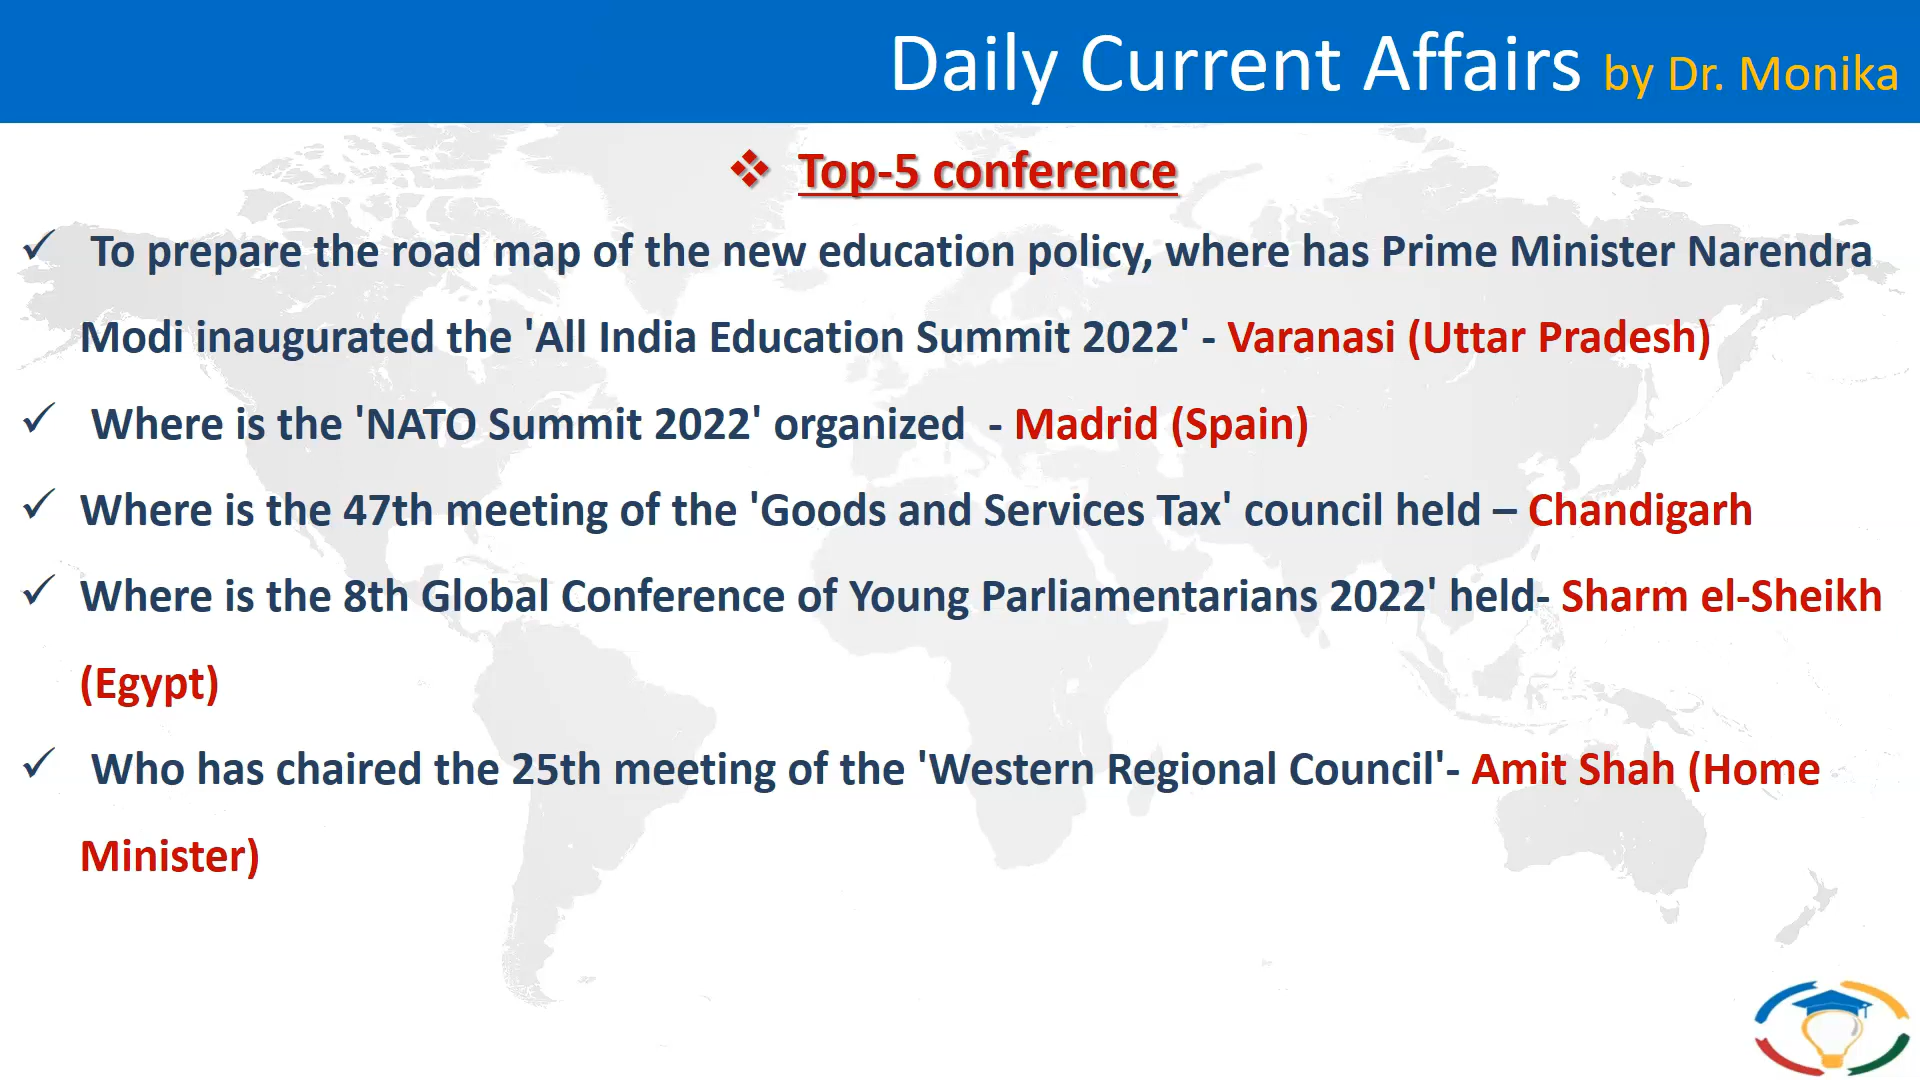 Daily Current Affairs by Dr. Monika
Top-5 conference
To prepare the road map of the new education policy, where has Prime Minister Narendra
Modi inaugurated the 'All India Education Summit 2022' - Varanasi (Uttar Pradesh)
Where is the 'NATO Summit 2022' organized - Madrid (Spain)
Where is the 47th meeting of the 'Goods and Services Tax' council held – Chandigarh
Where is the 8th Global Conference of Young Parliamentarians 2022' held- Sharm el-Sheikh
(Egypt)
Who has chaired the 25th meeting of the 'Western Regional Council'- Amit Shah (Home
Minister)